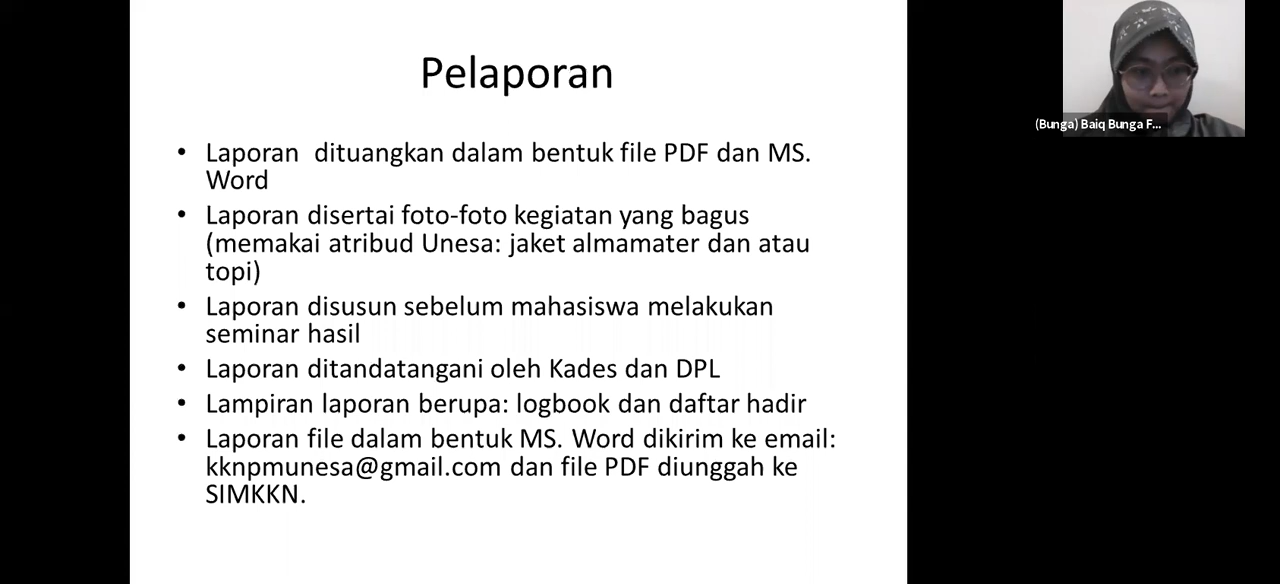 Pelaporan
• Laporan dituangkan dalam bentuk file PDF dan MS.
Word
• Laporan disertai foto-foto kegiatan yang bagus
(memakai atribud Unesa: jaket almamater dan atau
topi)
• Laporan disusun sebelum mahasiswa melakukan
seminar hasil
• Laporan ditandatangani oleh Kades dan DPL
• Lampiran laporan berupa: logbook dan daftar hadir
• Laporan file dalam bentuk MS. Word dikirim ke email:
kknpmunesa@gmail.com dan file PDF diunggah ke
SIMKKN.
(Bunga) Baiq Bunga F...